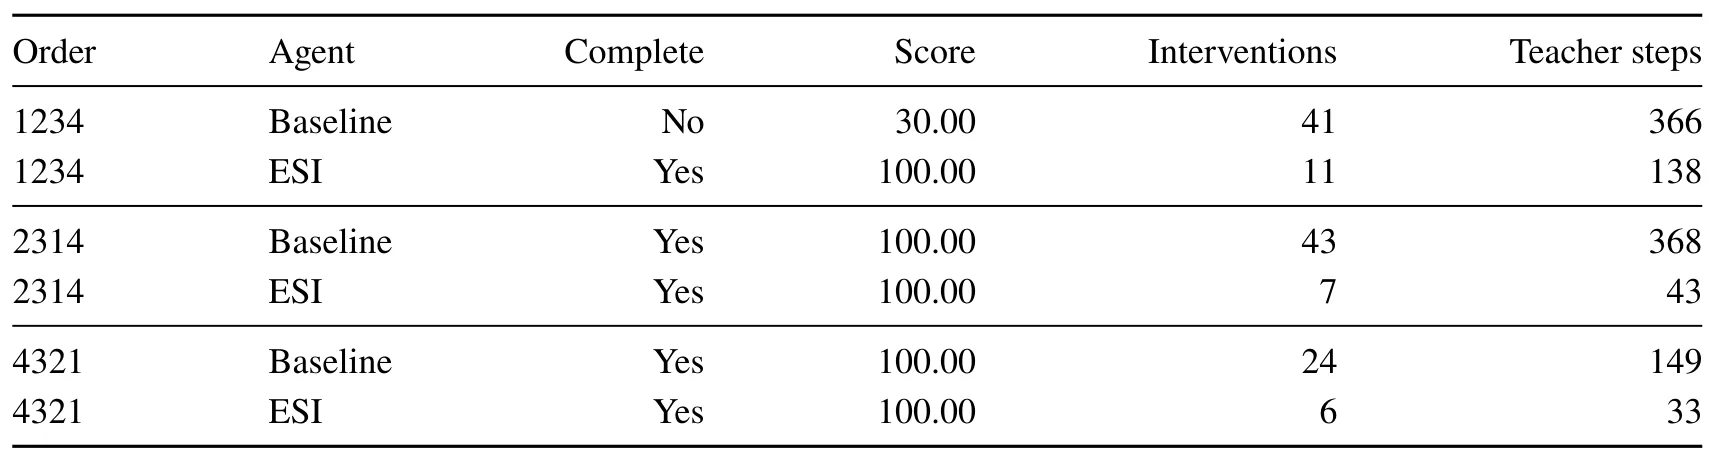 Order Agent Complete Score Interventions Teacher steps
1234 Baseline No 30.00 41 366
1234 ESI Yes 100.00 11 138
2314 Baseline Yes 100.00 43 368
2314 ESI Yes 100.00 7 43
4321 Baseline Yes 100.00 24 149
4321 ESI Yes 100.00 6 33